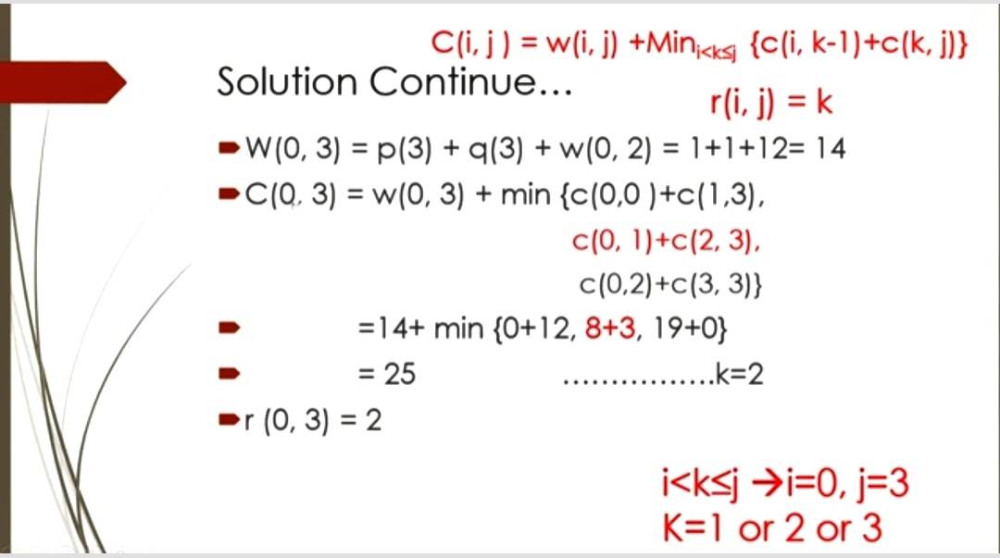 C(i, j ) = w(i, j) +Min i<k≤j {c(i, k-1)+c(k, j)}
Solution Continue...
r(i, j) = k
W(0, 3) = p(3) + q(3) + w(0, 2) = 1+1+12= 14
C(0, 3) = w(0, 3) + min {c(0,0 )+c(1,3),
c(0, 1)+c(2, 3),
c(0,2)+c(3, 3)}
=14+ min {0+12, 8+3, 19+0}
= 25 .................k=2
r (0, 3) = 2
i<k≤j →i=0, j=3
K=1 or 2 or 3